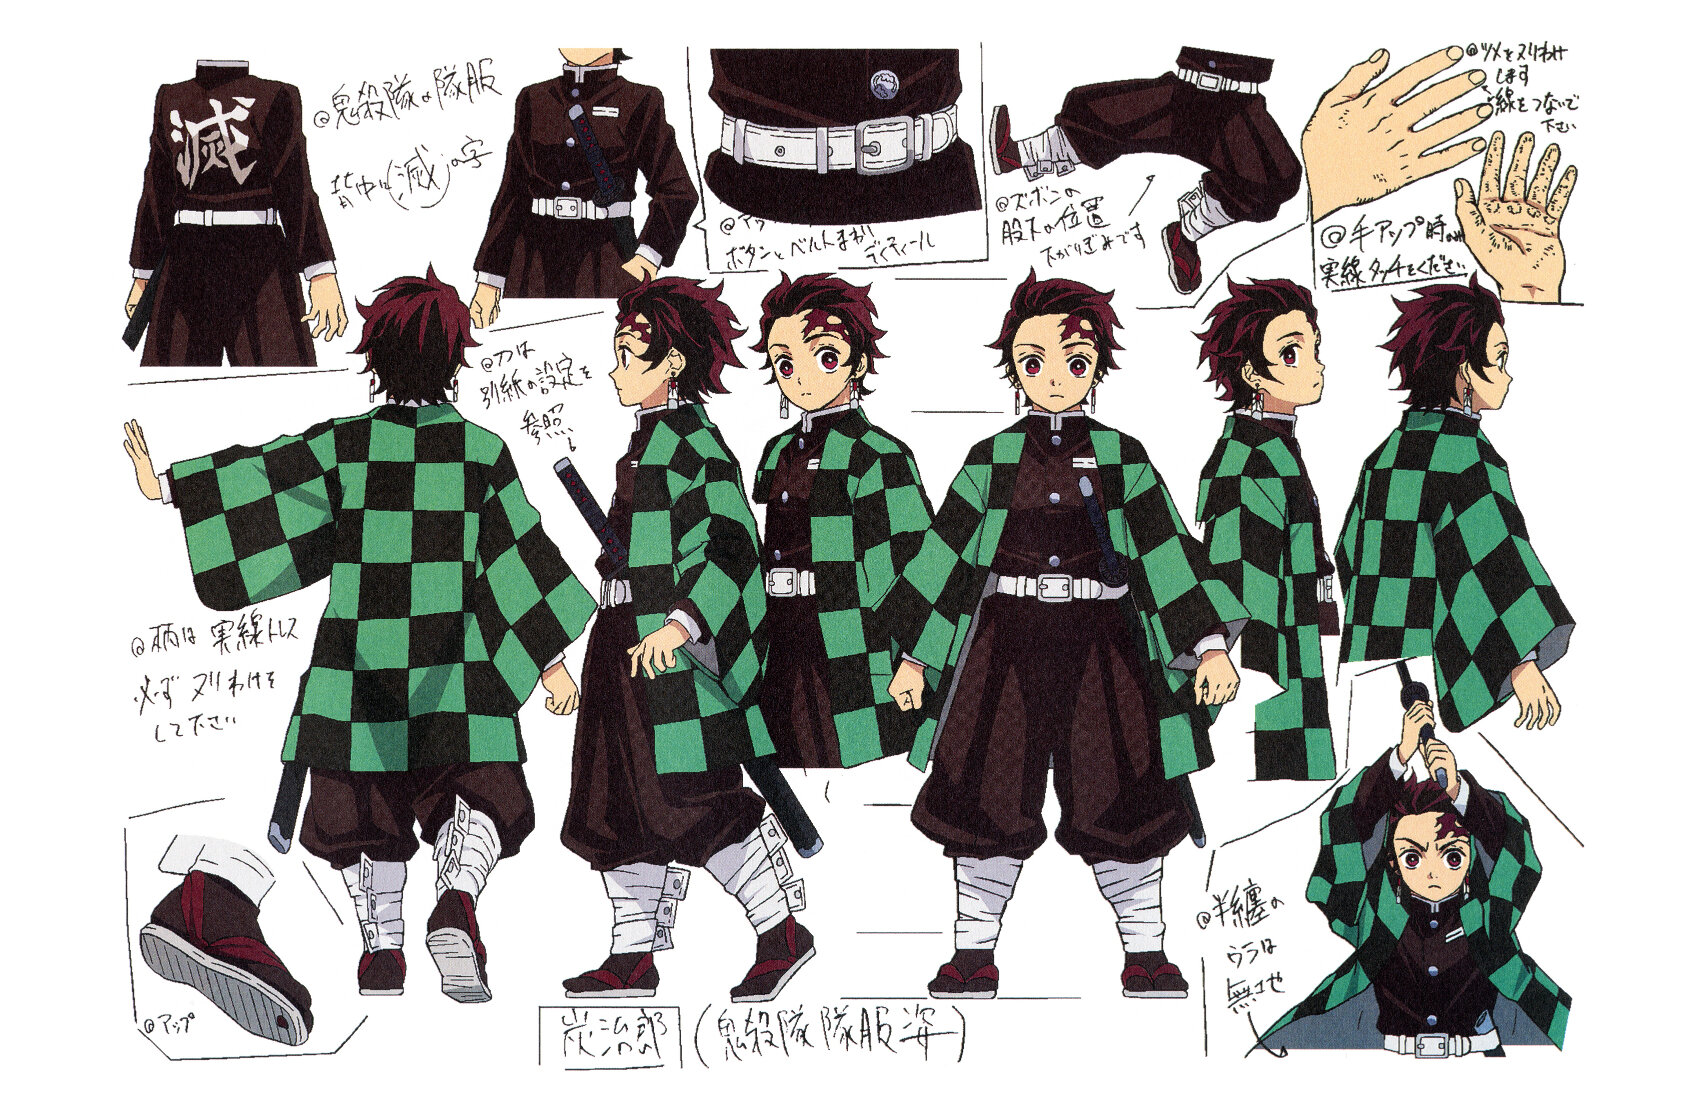 滅
@鬼殺隊の隊服
背中に(滅)の字
@アップ
ボタンとベルトまわり
@ズボンの
股下の位置
下がりぎみです
@ツメをヌリわけ
します
線をつないで
下さい
@手アップ時のみ
実線タッチをください
@刀は
別紙の設定を
参照
@柄は実線トレス
必ずヌリわけを
して下さい
@アップ
炭治郎(鬼殺隊隊服姿)
@半纏の
ウラは
無地